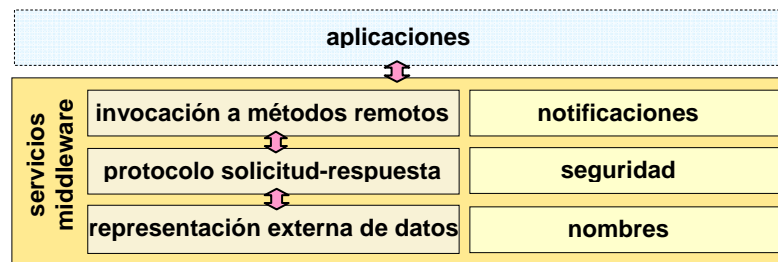 aplicaciones
servicios
middleware
invocación a métodos remotos
notificaciones
protocolo solicitud-respuesta
seguridad
representación externa de datos
nombres